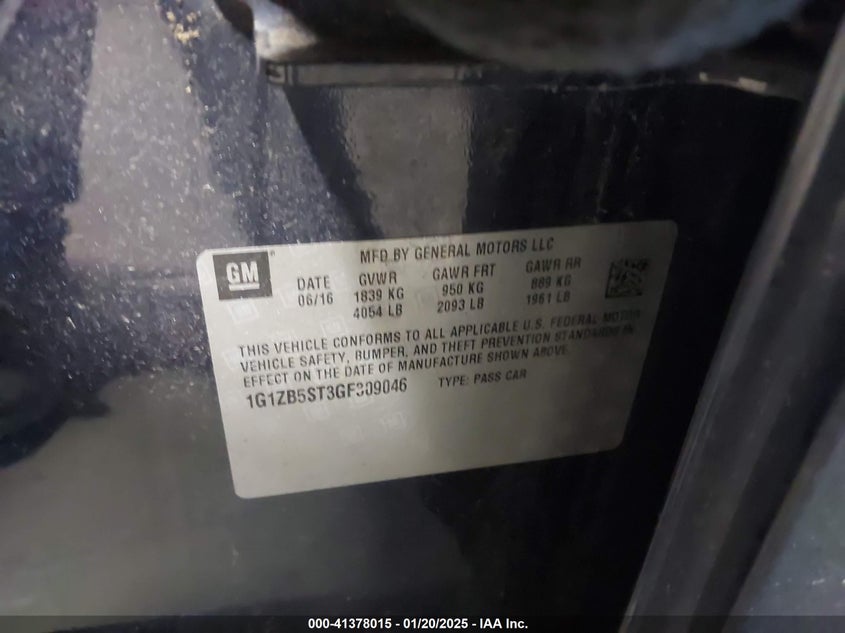 GM
MFD BY GENERAL MOTORS LLC
DATE GVWR GAWR FRT GAWR RR
06/16 1839 KG 950 KG 889 KG
4054 LB 2093 LB 1961 LB
THIS VEHICLE CONFORMS TO ALL APPLICABLE U.S. FEDERAL MOTOR
VEHICLE SAFETY, BUMPER, AND THEFT PREVENTION STANDARDS IN
EFFECT ON THE DATE OF MANUFACTURE SHOWN ABOVE.
1G1ZB5ST3GF309046 TYPE: PASS CAR
000-41378015 — 01/20/2025 — IAA Inc.